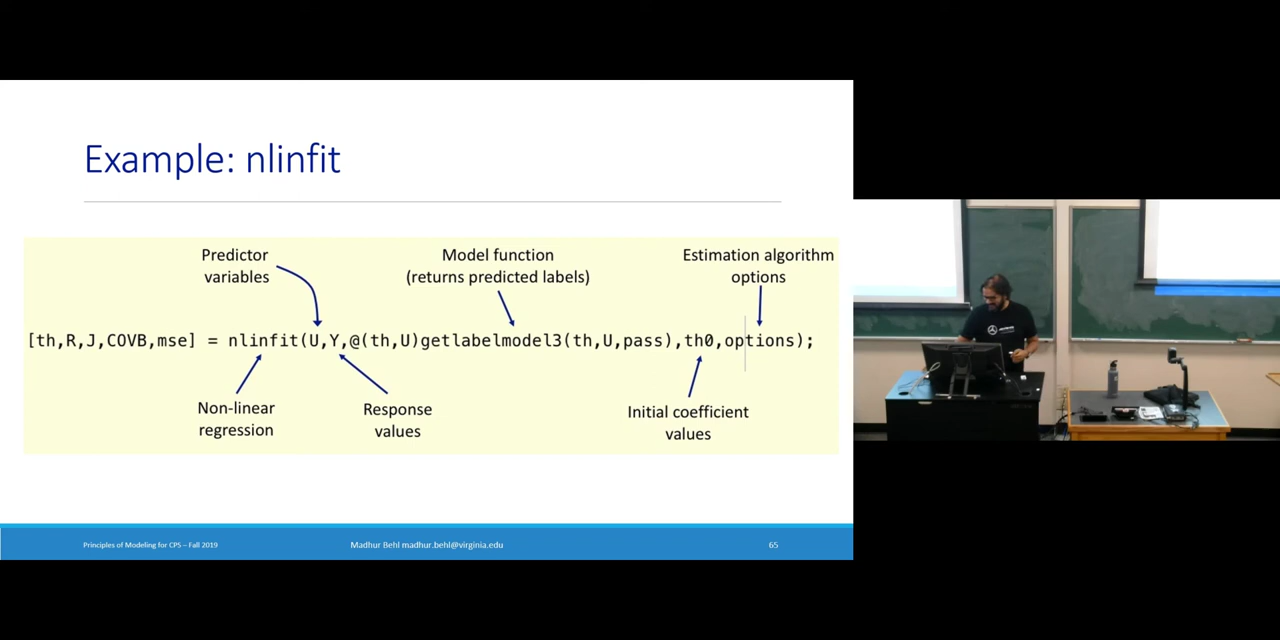 Example: nlinfit
Predictor
variables
Model function
(returns predicted labels)
Estimation algorithm
options
[th,R,J,COVB,mse] = nlinfit(U,Y,@(th,U)getlabelmodel3(th,U,pass),th0,options);
Non-linear
regression
Response
values
Initial coefficient
values
Principles of Modeling for CPS – Fall 2019
Madhur Behl madhur.behl@virginia.edu
65